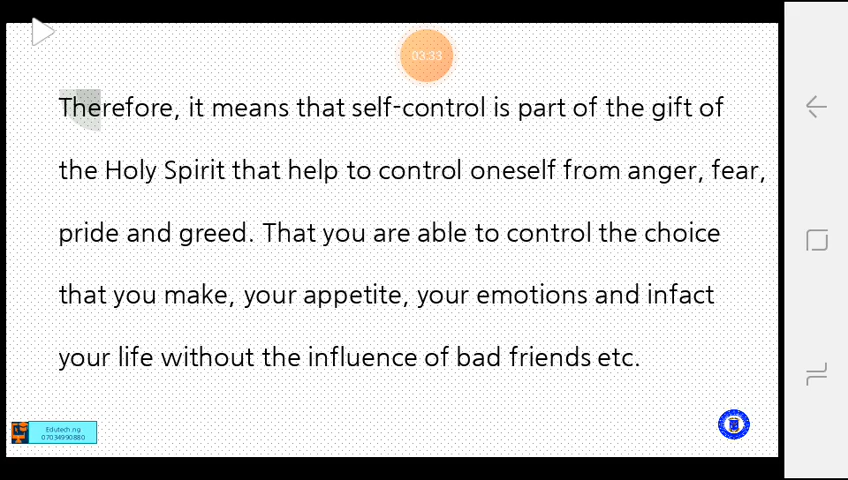 03:33
Therefore, it means that self-control is part of the gift of
the Holy Spirit that help to control oneself from anger, fear,
pride and greed. That you are able to control the choice
that you make, your appetite, your emotions and infact
your life without the influence of bad friends etc.
Edutech.ng
07034990880